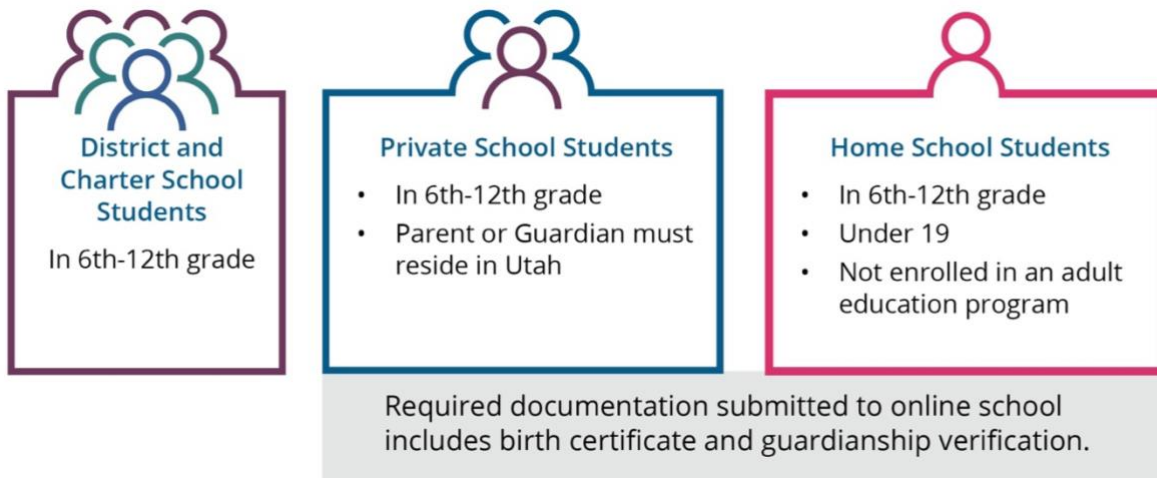 District and
Charter School
Students
In 6th-12th grade
Private School Students
• In 6th-12th grade
• Parent or Guardian must
reside in Utah
Home School Students
• In 6th-12th grade
• Under 19
• Not enrolled in an adult
education program
Required documentation submitted to online school
includes birth certificate and guardianship verification.